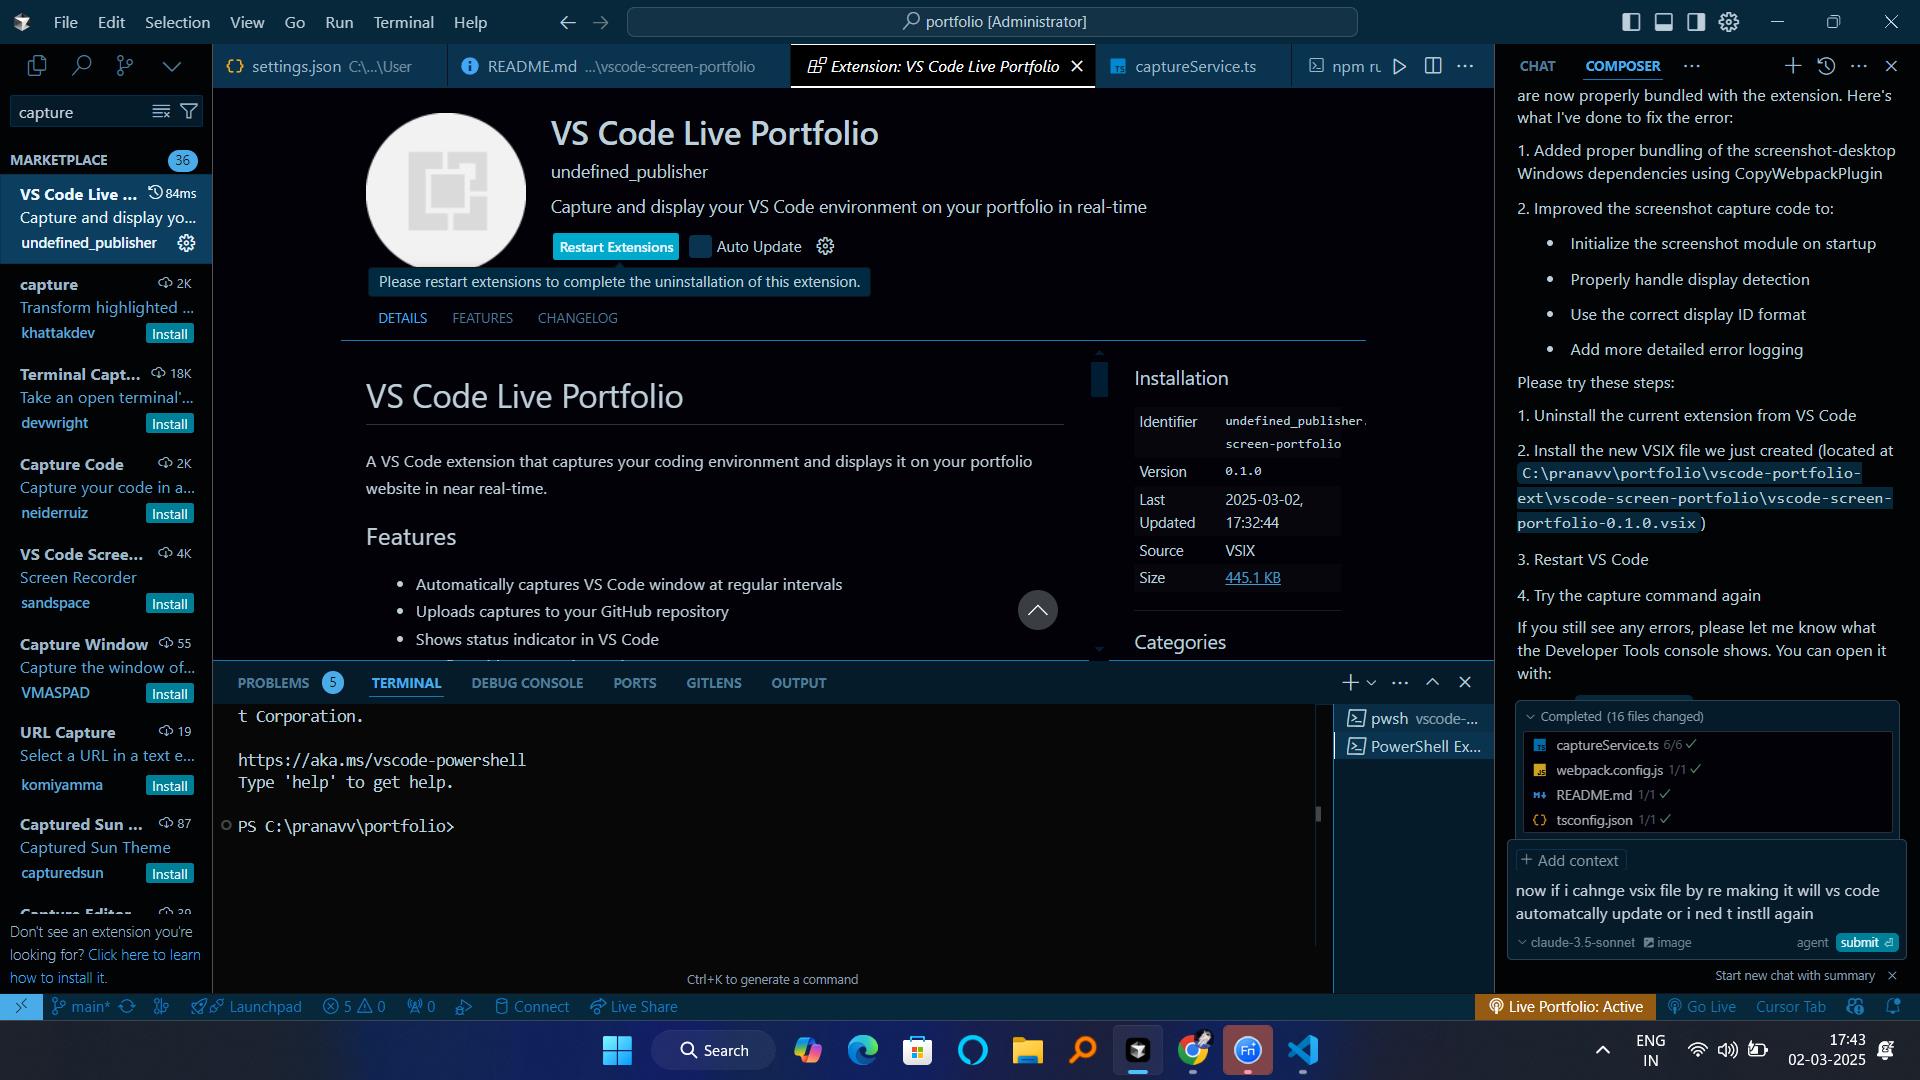 File Edit Selection View Go Run Terminal Help
portfolio [Administrator]
capture
MARKETPLACE 36
VS Code Live ... 84ms
Capture and display yo...
undefined_publisher
capture 2K
Transform highlighted ...
khattakdev Install
Terminal Capt... 18K
Take an open terminal'...
devwright Install
Capture Code 2K
Capture your code in a...
neiderruiz Install
VS Code Scree... 4K
Screen Recorder
sandspace Install
Capture Window 55
Capture the window of...
VMASPAD Install
URL Capture 19
Select a URL in a text e...
komiyamma Install
Captured Sun ... 87
Captured Sun Theme
capturedsun Install
Capture Editor 39
Don't see an extension you're
looking for? Click here to learn
how to install it.
settings.json C:\...\User
README.md ...\vscode-screen-portfolio
Extension: VS Code Live Portfolio
captureService.ts
npm ru
VS Code Live Portfolio
undefined_publisher
Capture and display your VS Code environment on your portfolio in real-time
Restart Extensions Auto Update
Please restart extensions to complete the uninstallation of this extension.
DETAILS FEATURES CHANGELOG
VS Code Live Portfolio
A VS Code extension that captures your coding environment and displays it on your portfolio
website in near real-time.
Features
• Automatically captures VS Code window at regular intervals
• Uploads captures to your GitHub repository
• Shows status indicator in VS Code
Installation
Identifier undefined_publisher.
screen-portfolio
Version 0.1.0
Last 2025-03-02,
Updated 17:32:44
Source VSIX
Size 445.1 KB
Categories
PROBLEMS 5 TERMINAL DEBUG CONSOLE PORTS GITLENS OUTPUT
t Corporation.
https://aka.ms/vscode-powershell
Type 'help' to get help.
PS C:\pranavv\portfolio>
Ctrl+K to generate a command
pwsh vscode-...
PowerShell Ex...
CHAT COMPOSER
are now properly bundled with the extension. Here's
what I've done to fix the error:
1. Added proper bundling of the screenshot-desktop
Windows dependencies using CopyWebpackPlugin
2. Improved the screenshot capture code to:
• Initialize the screenshot module on startup
• Properly handle display detection
• Use the correct display ID format
• Add more detailed error logging
Please try these steps:
1. Uninstall the current extension from VS Code
2. Install the new VSIX file we just created (located at
C:\pranavv\portfolio\vscode-portfolio-
ext\vscode-screen-portfolio\vscode-screen-
portfolio-0.1.0.vsix )
3. Restart VS Code
4. Try the capture command again
If you still see any errors, please let me know what
the Developer Tools console shows. You can open it
with:
Completed (16 files changed)
TS captureService.ts 6/6 ✓
JS webpack.config.js 1/1 ✓
README.md 1/1 ✓
{} tsconfig.json 1/1 ✓
+ Add context
now if i cahnge vsix file by re making it will vs code
automatcally update or i ned t instll again
claude-3.5-sonnet image agent submit
Start new chat with summary ×
main* Launchpad 5 0 0 Connect Live Share
Live Portfolio: Active Go Live Cursor Tab
Search
Fn
ENG
IN
17:43
02-03-2025